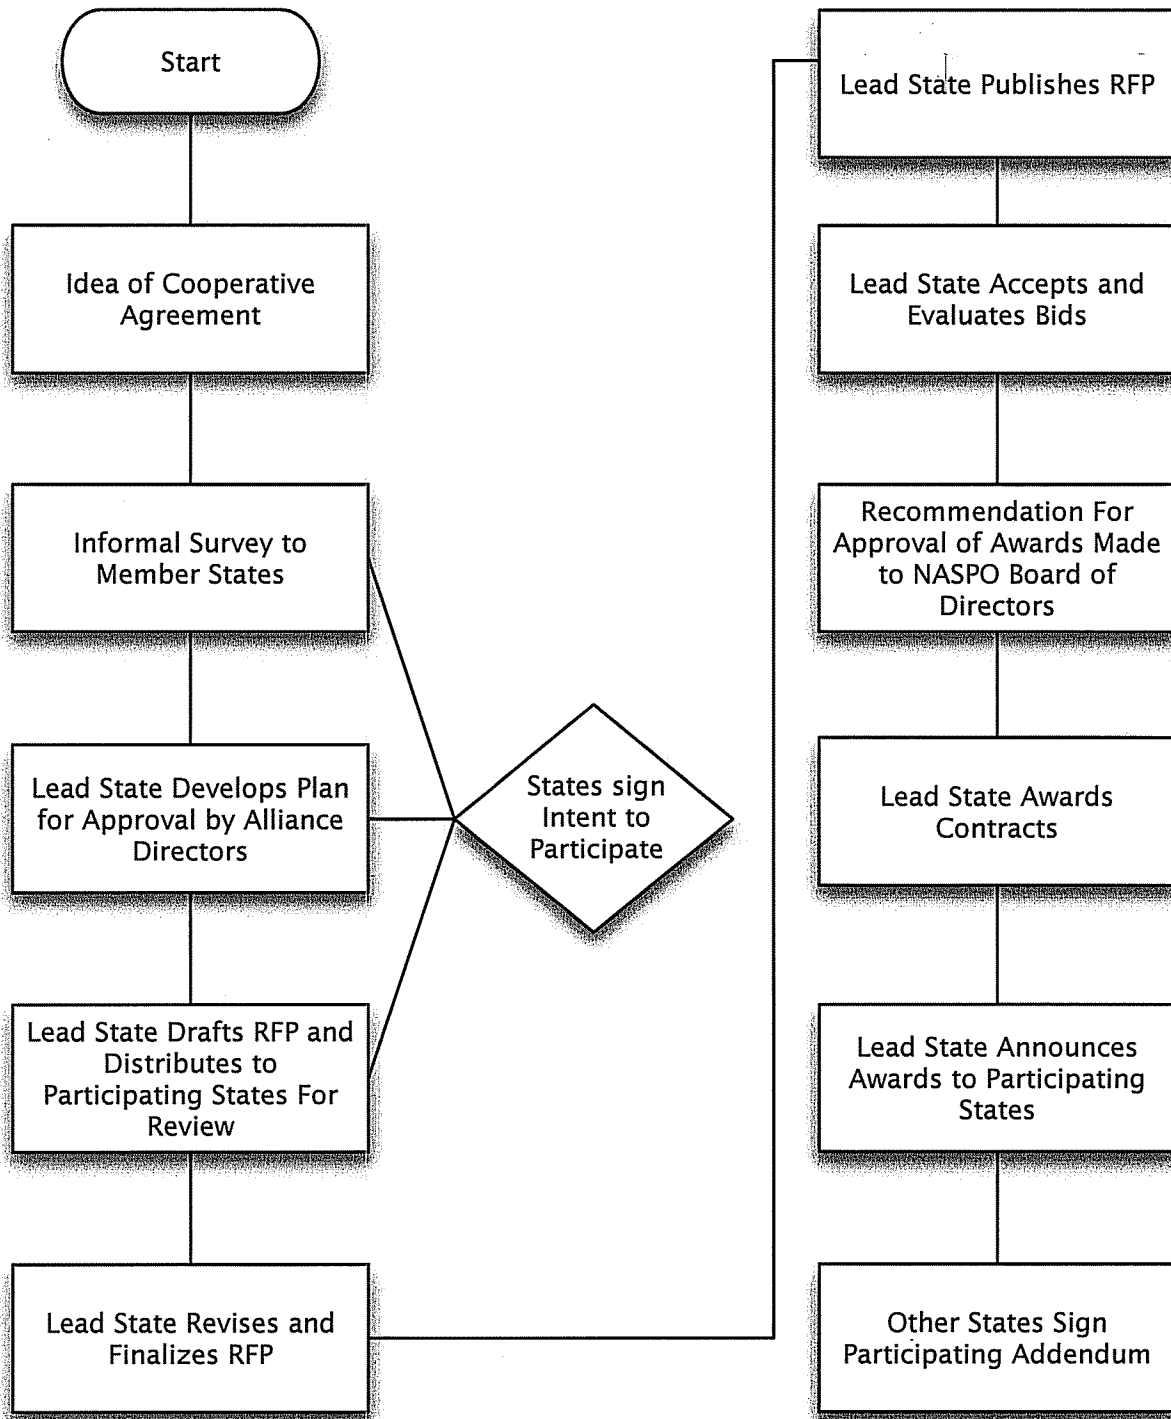 Start
Idea of Cooperative
Agreement
Informal Survey to
Member States
Lead State Develops Plan
for Approval by Alliance
Directors
States sign
Intent to
Participate
Lead State Drafts RFP and
Distributes to
Participating States For
Review
Lead State Revises and
Finalizes RFP
Lead State Publishes RFP
Lead State Accepts and
Evaluates Bids
Recommendation For
Approval of Awards Made
to NASPO Board of
Directors
Lead State Awards
Contracts
Lead State Announces
Awards to Participating
States
Other States Sign
Participating Addendum